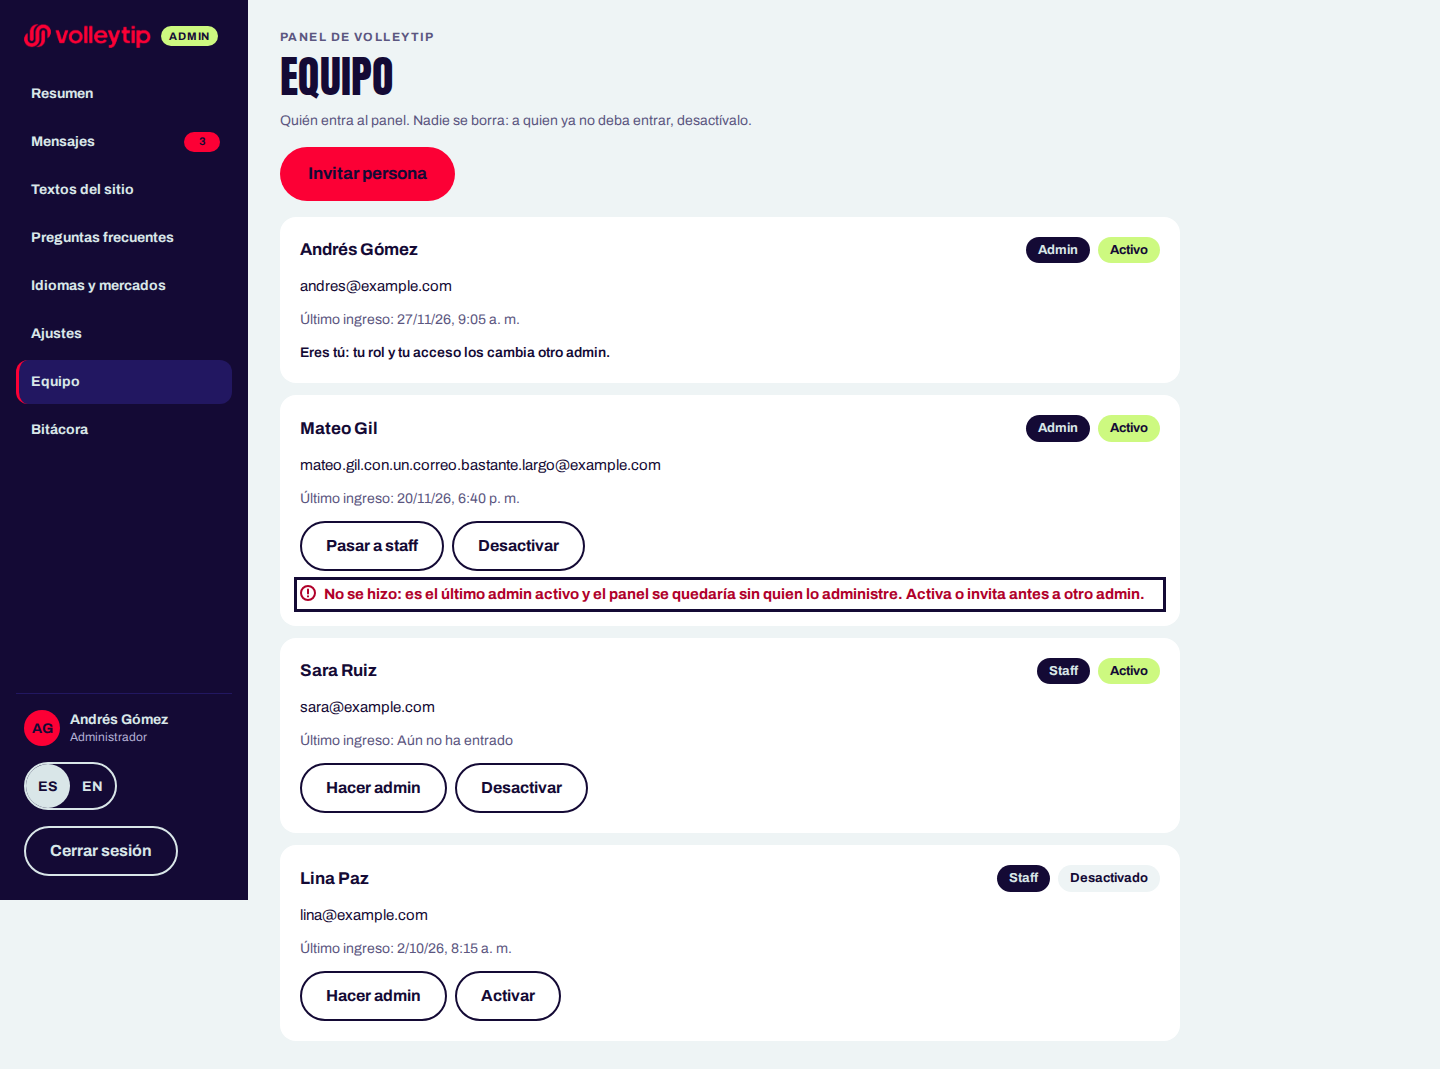 volleytip ADMIN
Resumen
Mensajes 3
Textos del sitio
Preguntas frecuentes
Idiomas y mercados
Ajustes
Equipo
Bitácora
AG Andrés Gómez
Administrador
ES EN
Cerrar sesión
PANEL DE VOLLEYTIP
EQUIPO
Quién entra al panel. Nadie se borra: a quien ya no deba entrar, desactívalo.
Invitar persona
Andrés Gómez Admin Activo
andres@example.com
Último ingreso: 27/11/26, 9:05 a. m.
Eres tú: tu rol y tu acceso los cambia otro admin.
Mateo Gil Admin Activo
mateo.gil.con.un.correo.bastante.largo@example.com
Último ingreso: 20/11/26, 6:40 p. m.
Pasar a staff Desactivar
No se hizo: es el último admin activo y el panel se quedaría sin quien lo administre. Activa o invita antes a otro admin.
Sara Ruiz Staff Activo
sara@example.com
Último ingreso: Aún no ha entrado
Hacer admin Desactivar
Lina Paz Staff Desactivado
lina@example.com
Último ingreso: 2/10/26, 8:15 a. m.
Hacer admin Activar